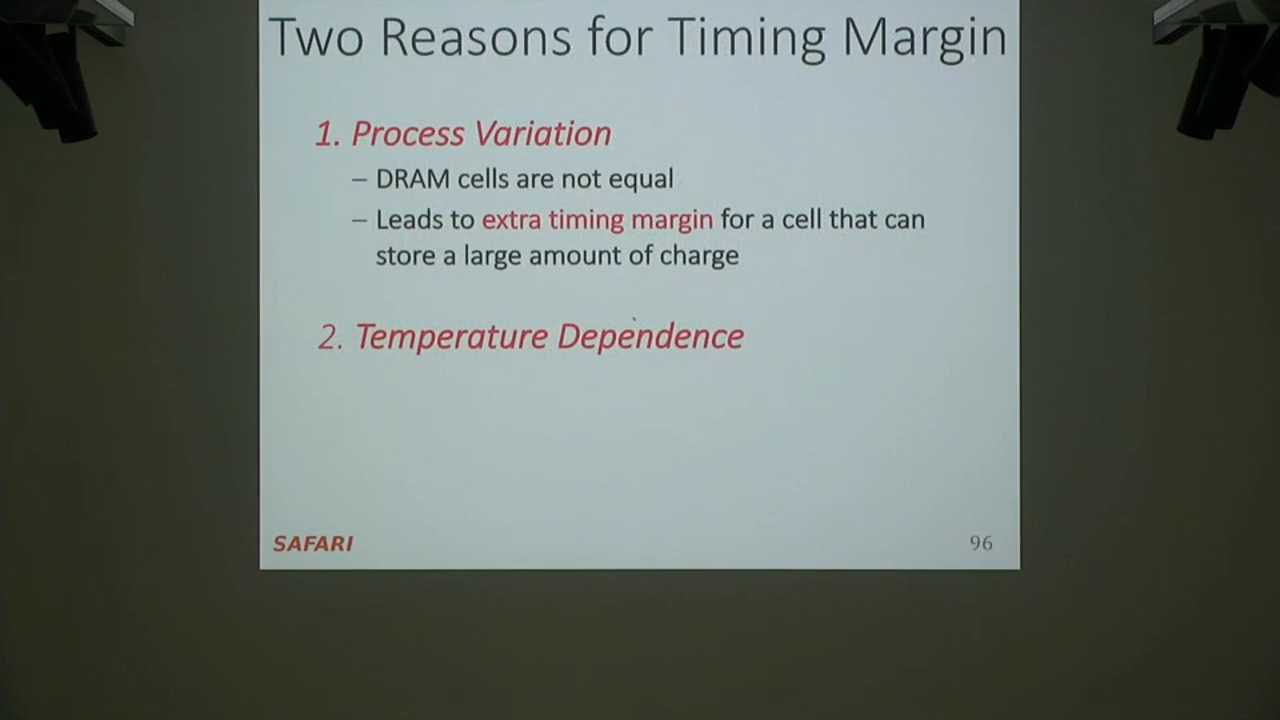 Two Reasons for Timing Margin
1. Process Variation
– DRAM cells are not equal
– Leads to extra timing margin for a cell that can
store a large amount of charge
2. Temperature Dependence
SAFARI
96